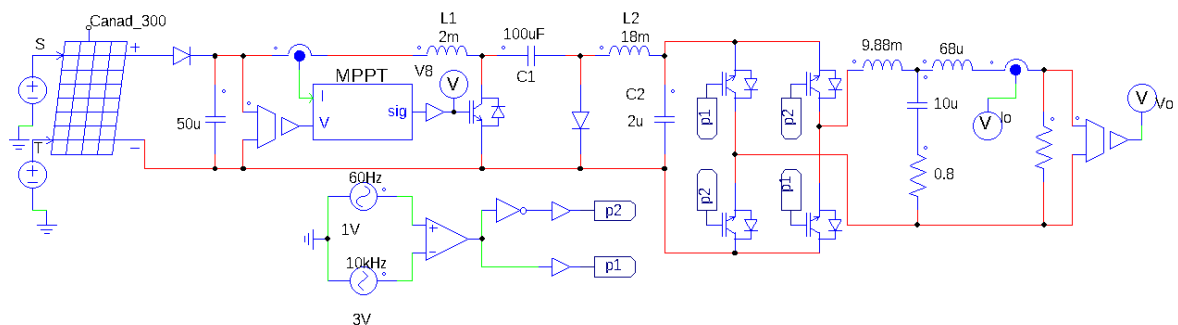 Canad_300
L1
2m
100uF
C1
L2
18m
S
+
MPPT
V8
V
I
V
sig
50u
C2
2u
p1
p2
9.88m
68u
10u
V
Io
V
Vo
T
−
0.8
p2
p1
60Hz
1V
10kHz
3V
p2
p1